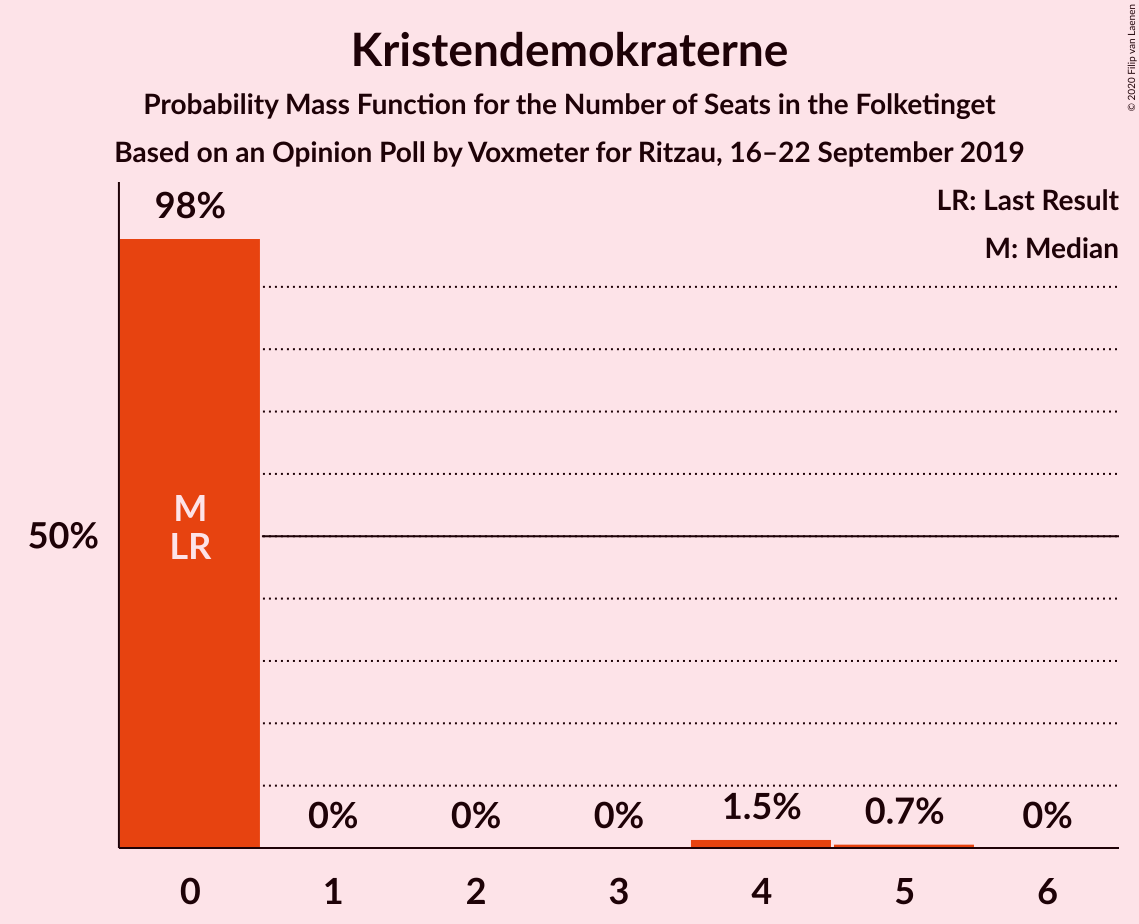 Kristendemokraterne
Probability Mass Function for the Number of Seats in the Folketinget
Based on an Opinion Poll by Voxmeter for Ritzau, 16–22 September 2019
© 2020 Filip van Laenen
LR: Last Result
M: Median
98%
M
LR
50%
0%
0%
0%
1.5%
0.7%
0%
0 1 2 3 4 5 6